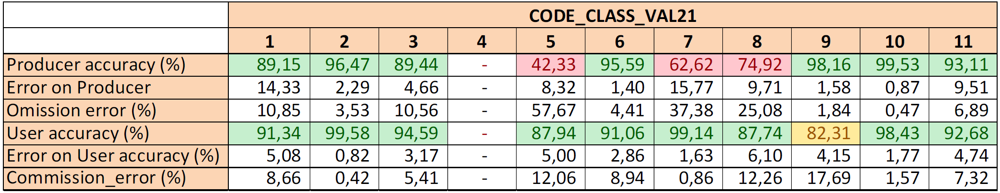 CODE_CLASS_VAL21
1 2 3 4 5 6 7 8 9 10 11
Producer accuracy (%) 89,15 96,47 89,44 - 42,33 95,59 62,62 74,92 98,16 99,53 93,11
Error on Producer 14,33 2,29 4,66 - 8,32 1,40 15,77 9,71 1,58 0,87 9,51
Omission error (%) 10,85 3,53 10,56 - 57,67 4,41 37,38 25,08 1,84 0,47 6,89
User accuracy (%) 91,34 99,58 94,59 - 87,94 91,06 99,14 87,74 82,31 98,43 92,68
Error on User accuracy (%) 5,08 0,82 3,17 - 5,00 2,86 1,63 6,10 4,15 1,77 4,74
Commission_error (%) 8,66 0,42 5,41 - 12,06 8,94 0,86 12,26 17,69 1,57 7,32